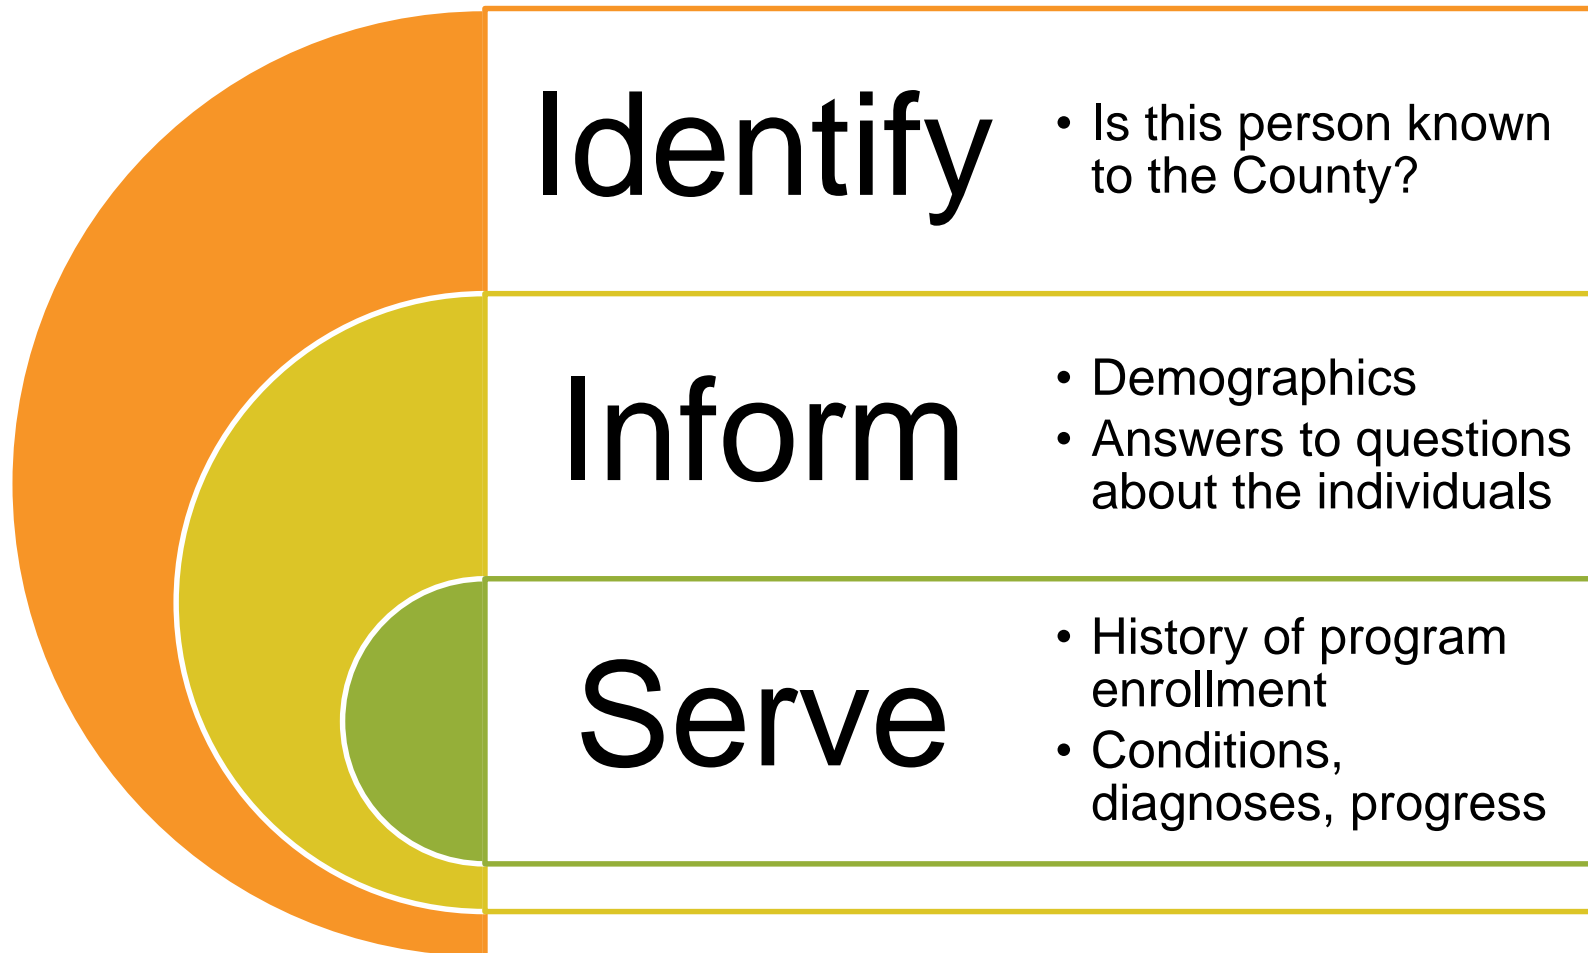 Identify
• Is this person known
to the County?
Inform
• Demographics
• Answers to questions
about the individuals
Serve
• History of program
enrollment
• Conditions,
diagnoses, progress